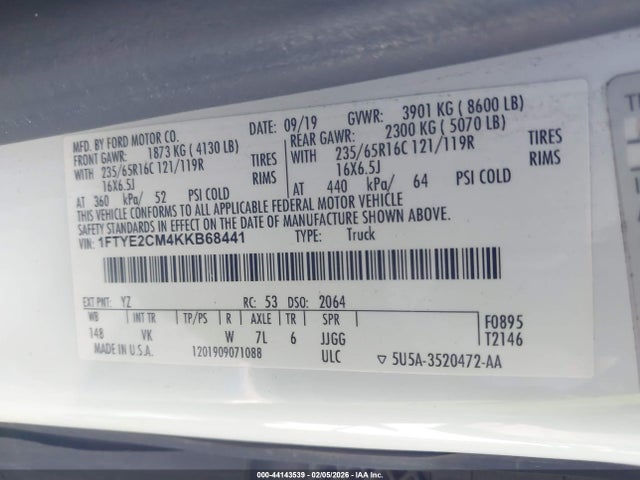 MFD. BY FORD MOTOR CO.
DATE: 09/19
GVWR: 3901 KG ( 8600 LB)
FRONT GAWR: 1873 KG ( 4130 LB)
REAR GAWR: 2300 KG ( 5070 LB)
WITH 235/65R16C 121/119R TIRES
WITH 235/65R16C 121/119R TIRES
16X6.5J RIMS
16X6.5J RIMS
AT 360 kPa/ 52 PSI COLD
AT 440 kPa/ 64 PSI COLD
THIS VEHICLE CONFORMS TO ALL APPLICABLE FEDERAL MOTOR VEHICLE
SAFETY STANDARDS IN EFFECT ON THE DATE OF MANUFACTURE SHOWN ABOVE.
VIN: 1FTYE2CM4KKB68441
TYPE: Truck
EXT PNT: YZ RC: 53 DSO: 2064
WB INT TR TP/PS R AXLE TR SPR F0895
148 VK W 7L 6 JJGG T2146
MADE IN U.S.A. 1201909071088 ULC ▽ 5U5A-3520472-AA
000-44143539 - 02/05/2026 - IAA Inc.